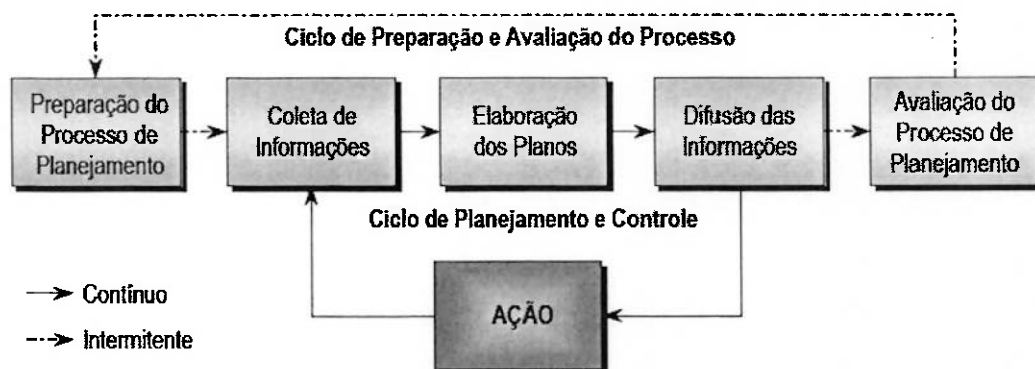 Ciclo de Preparação e Avaliação do Processo
Preparação do
Processo de
Planejamento
Coleta de
Informações
Elaboração
dos Planos
Difusão das
Informações
Avaliação do
Processo de
Planejamento
Ciclo de Planejamento e Controle
AÇÃO
Contínuo
Intermitente